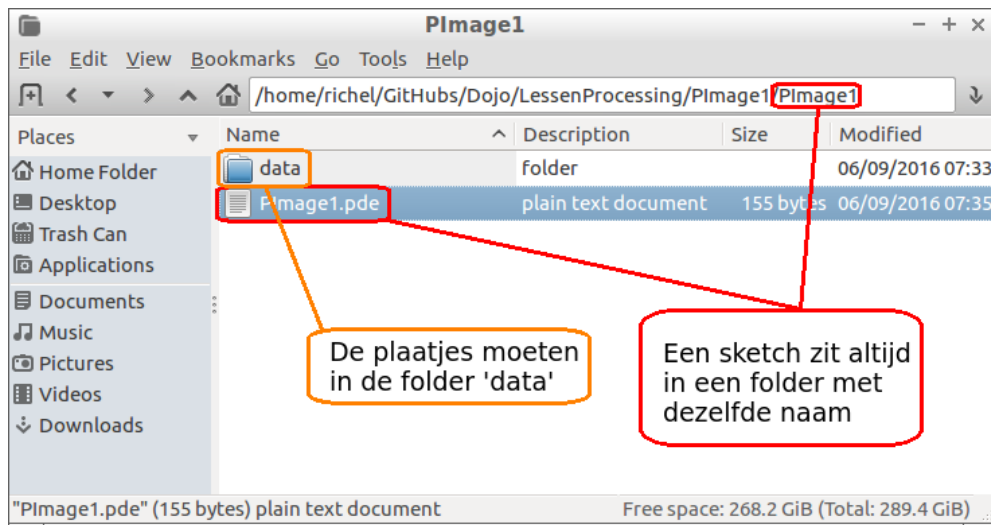 PImage1
File Edit View Bookmarks Go Tools Help
/home/richel/GitHubs/Dojo/LessenProcessing/PImage1/PImage1
Places
Name Description Size Modified
Home Folder
data folder 06/09/2016 07:33
Desktop
PImage1.pde plain text document 155 bytes 06/09/2016 07:35
Trash Can
Applications
Documents
Music
Pictures
Videos
Downloads
De plaatjes moeten
in de folder 'data'
Een sketch zit altijd
in een folder met
dezelfde naam
"PImage1.pde" (155 bytes) plain text document
Free space: 268.2 GiB (Total: 289.4 GiB)